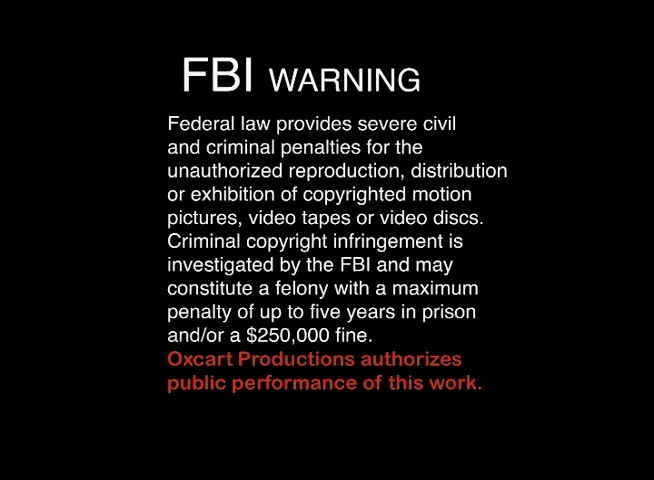 FBI WARNING
Federal law provides severe civil
and criminal penalties for the
unauthorized reproduction, distribution
or exhibition of copyrighted motion
pictures, video tapes or video discs.
Criminal copyright infringement is
investigated by the FBI and may
constitute a felony with a maximum
penalty of up to five years in prison
and/or a $250,000 fine.
Oxcart Productions authorizes
public performance of this work.